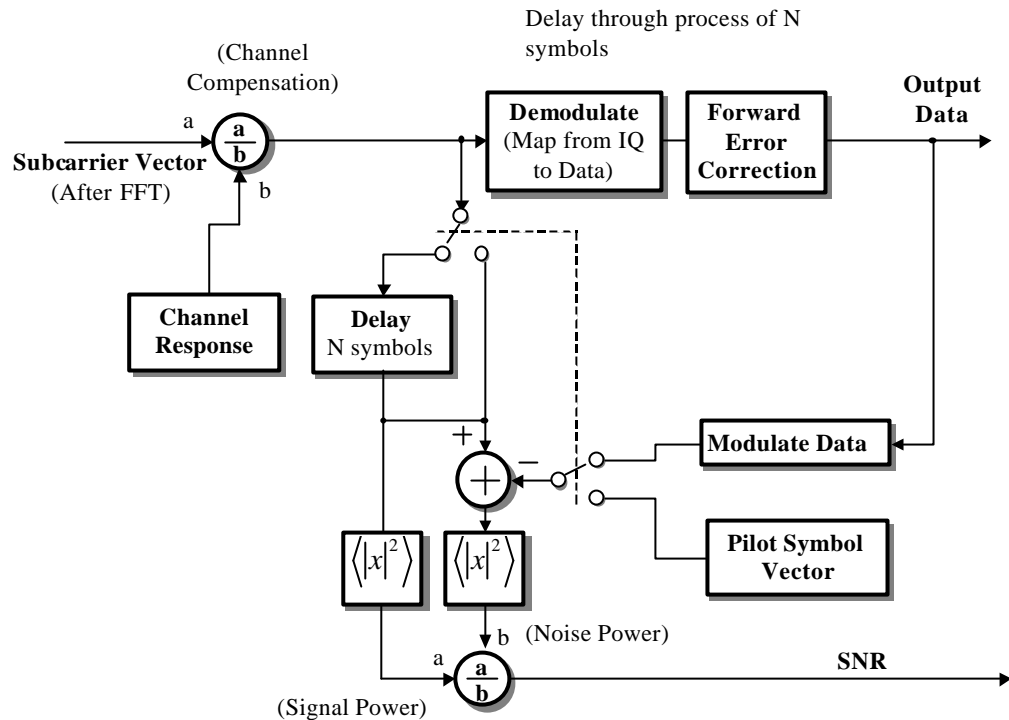 Delay through process of N
symbols
(Channel
Compensation)
Output
Data
a
a
b
Demodulate
(Map from IQ
to Data)
Forward
Error
Correction
Subcarrier Vector
(After FFT)
b
Channel
Response
Delay
N symbols
+
−
+
Modulate Data
Pilot Symbol
Vector
⟨|x|²⟩
⟨|x|²⟩
b
(Noise Power)
a
a
b
SNR
(Signal Power)